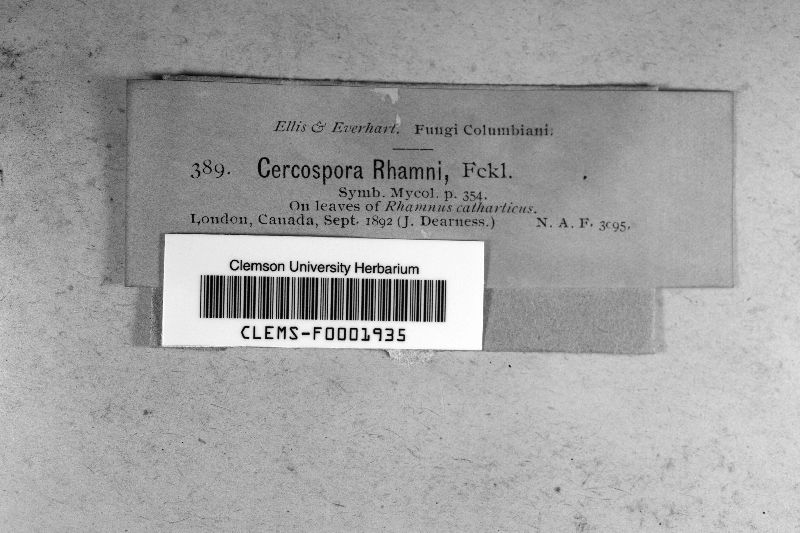 Ellis & Everhart. Fungi Columbiani.
389. Cercospora Rhamni, Fckl.
Symb. Mycol. p. 354.
On leaves of Rhamnus catharticus.
London, Canada, Sept. 1892 (J. Dearness.) N. A. F. 3095.
Clemson University Herbarium
CLEMS-F0001935